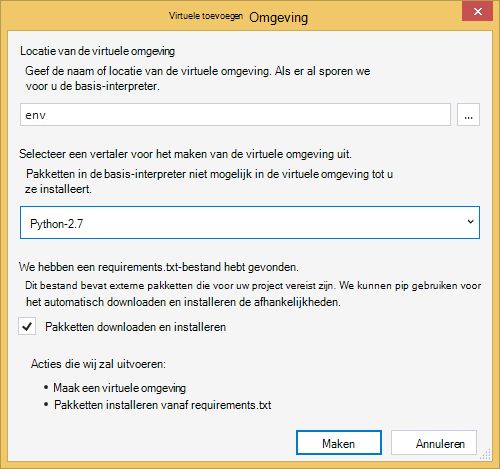 Virtuele toevoegen Omgeving
Locatie van de virtuele omgeving
Geef de naam of locatie van de virtuele omgeving. Als er al sporen we
voor u de basis-interpreter.
env
...
Selecteer een vertaler voor het maken van de virtuele omgeving uit.
Pakketten in de basis-interpreter niet mogelijk in de virtuele omgeving tot u
ze installeert.
Python-2.7
We hebben een requirements.txt-bestand hebt gevonden.
Dit bestand bevat externe pakketten die voor uw project vereist zijn. We kunnen pip gebruiken voor
het automatisch downloaden en installeren de afhankelijkheden.
Pakketten downloaden en installeren
Acties die wij zal uitvoeren:
• Maak een virtuele omgeving
• Pakketten installeren vanaf requirements.txt
Maken Annuleren